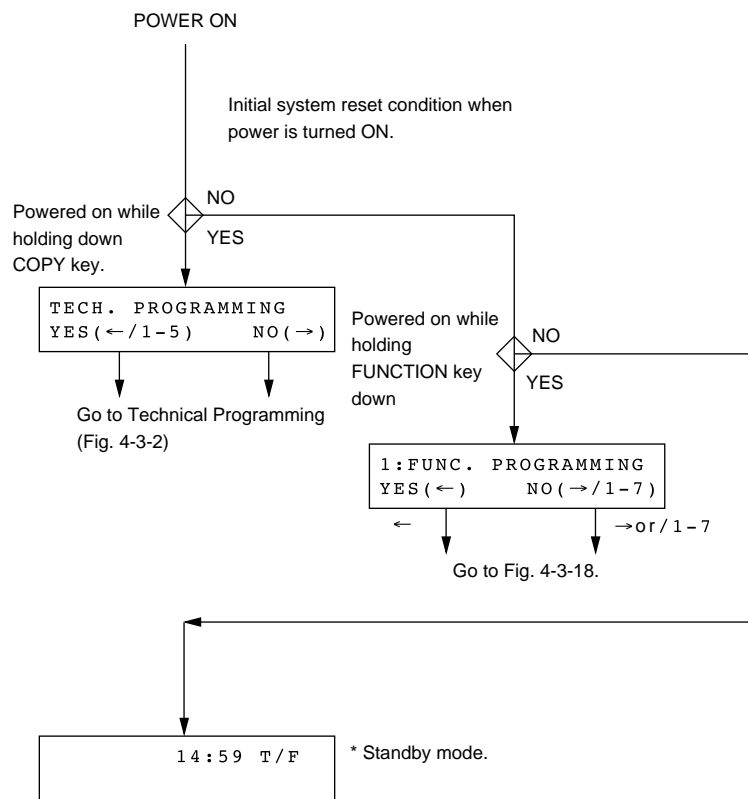 POWER ON
Initial system reset condition when
power is turned ON.
NO
Powered on while
holding down
COPY key.
YES
TECH. PROGRAMMING
YES(←/1-5) NO(→)
Go to Technical Programming
(Fig. 4-3-2)
Powered on while
holding
FUNCTION key
down
NO
YES
1:FUNC. PROGRAMMING
YES(←) NO(→/1-7)
← →or/1-7
Go to Fig. 4-3-18.
14:59 T/F
* Standby mode.